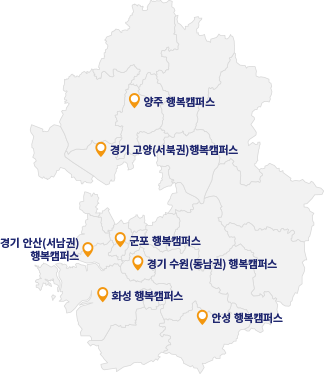 양주 행복캠퍼스
경기 고양(서북권)행복캠퍼스
군포 행복캠퍼스
경기 안산(서남권)
행복캠퍼스
경기 수원(동남권) 행복캠퍼스
화성 행복캠퍼스
안성 행복캠퍼스